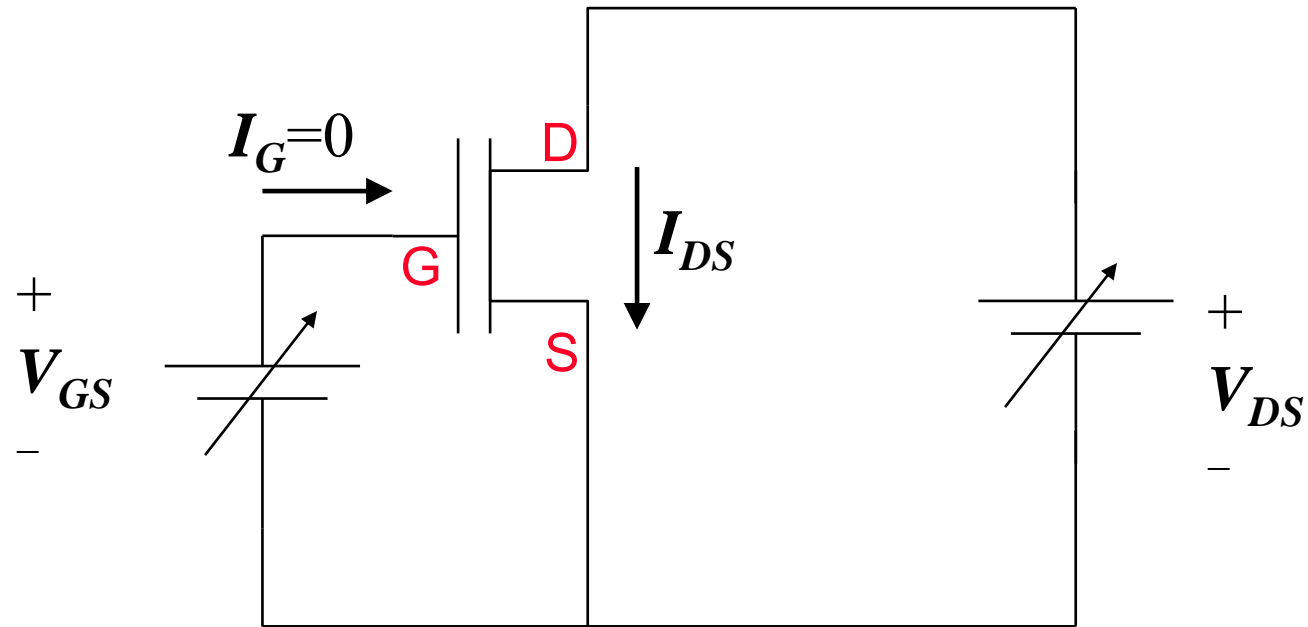 I_G=0
D
G
I_DS
S
+
V_GS
–
+
V_DS
–